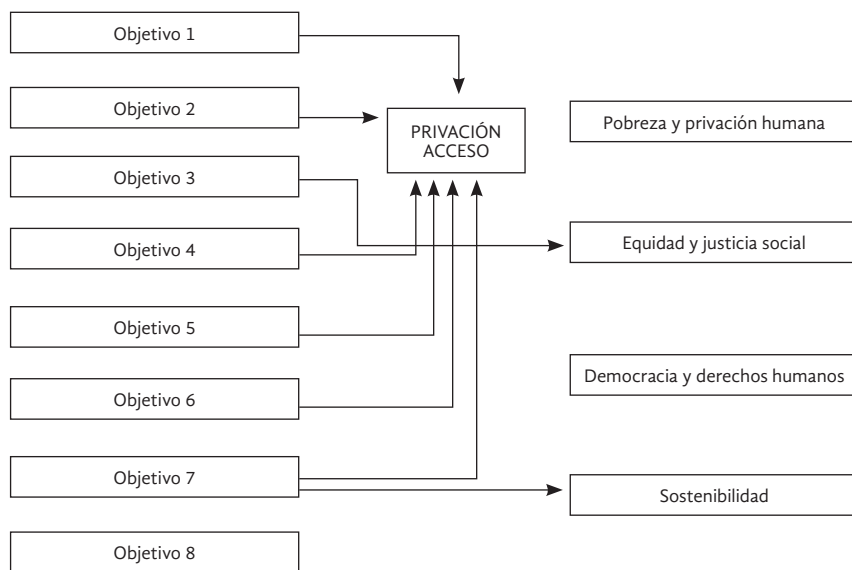 Objetivo 1
Objetivo 2
Objetivo 3
Objetivo 4
Objetivo 5
Objetivo 6
Objetivo 7
Objetivo 8
PRIVACIÓN
ACCESO
Pobreza y privación humana
Equidad y justicia social
Democracia y derechos humanos
Sostenibilidad